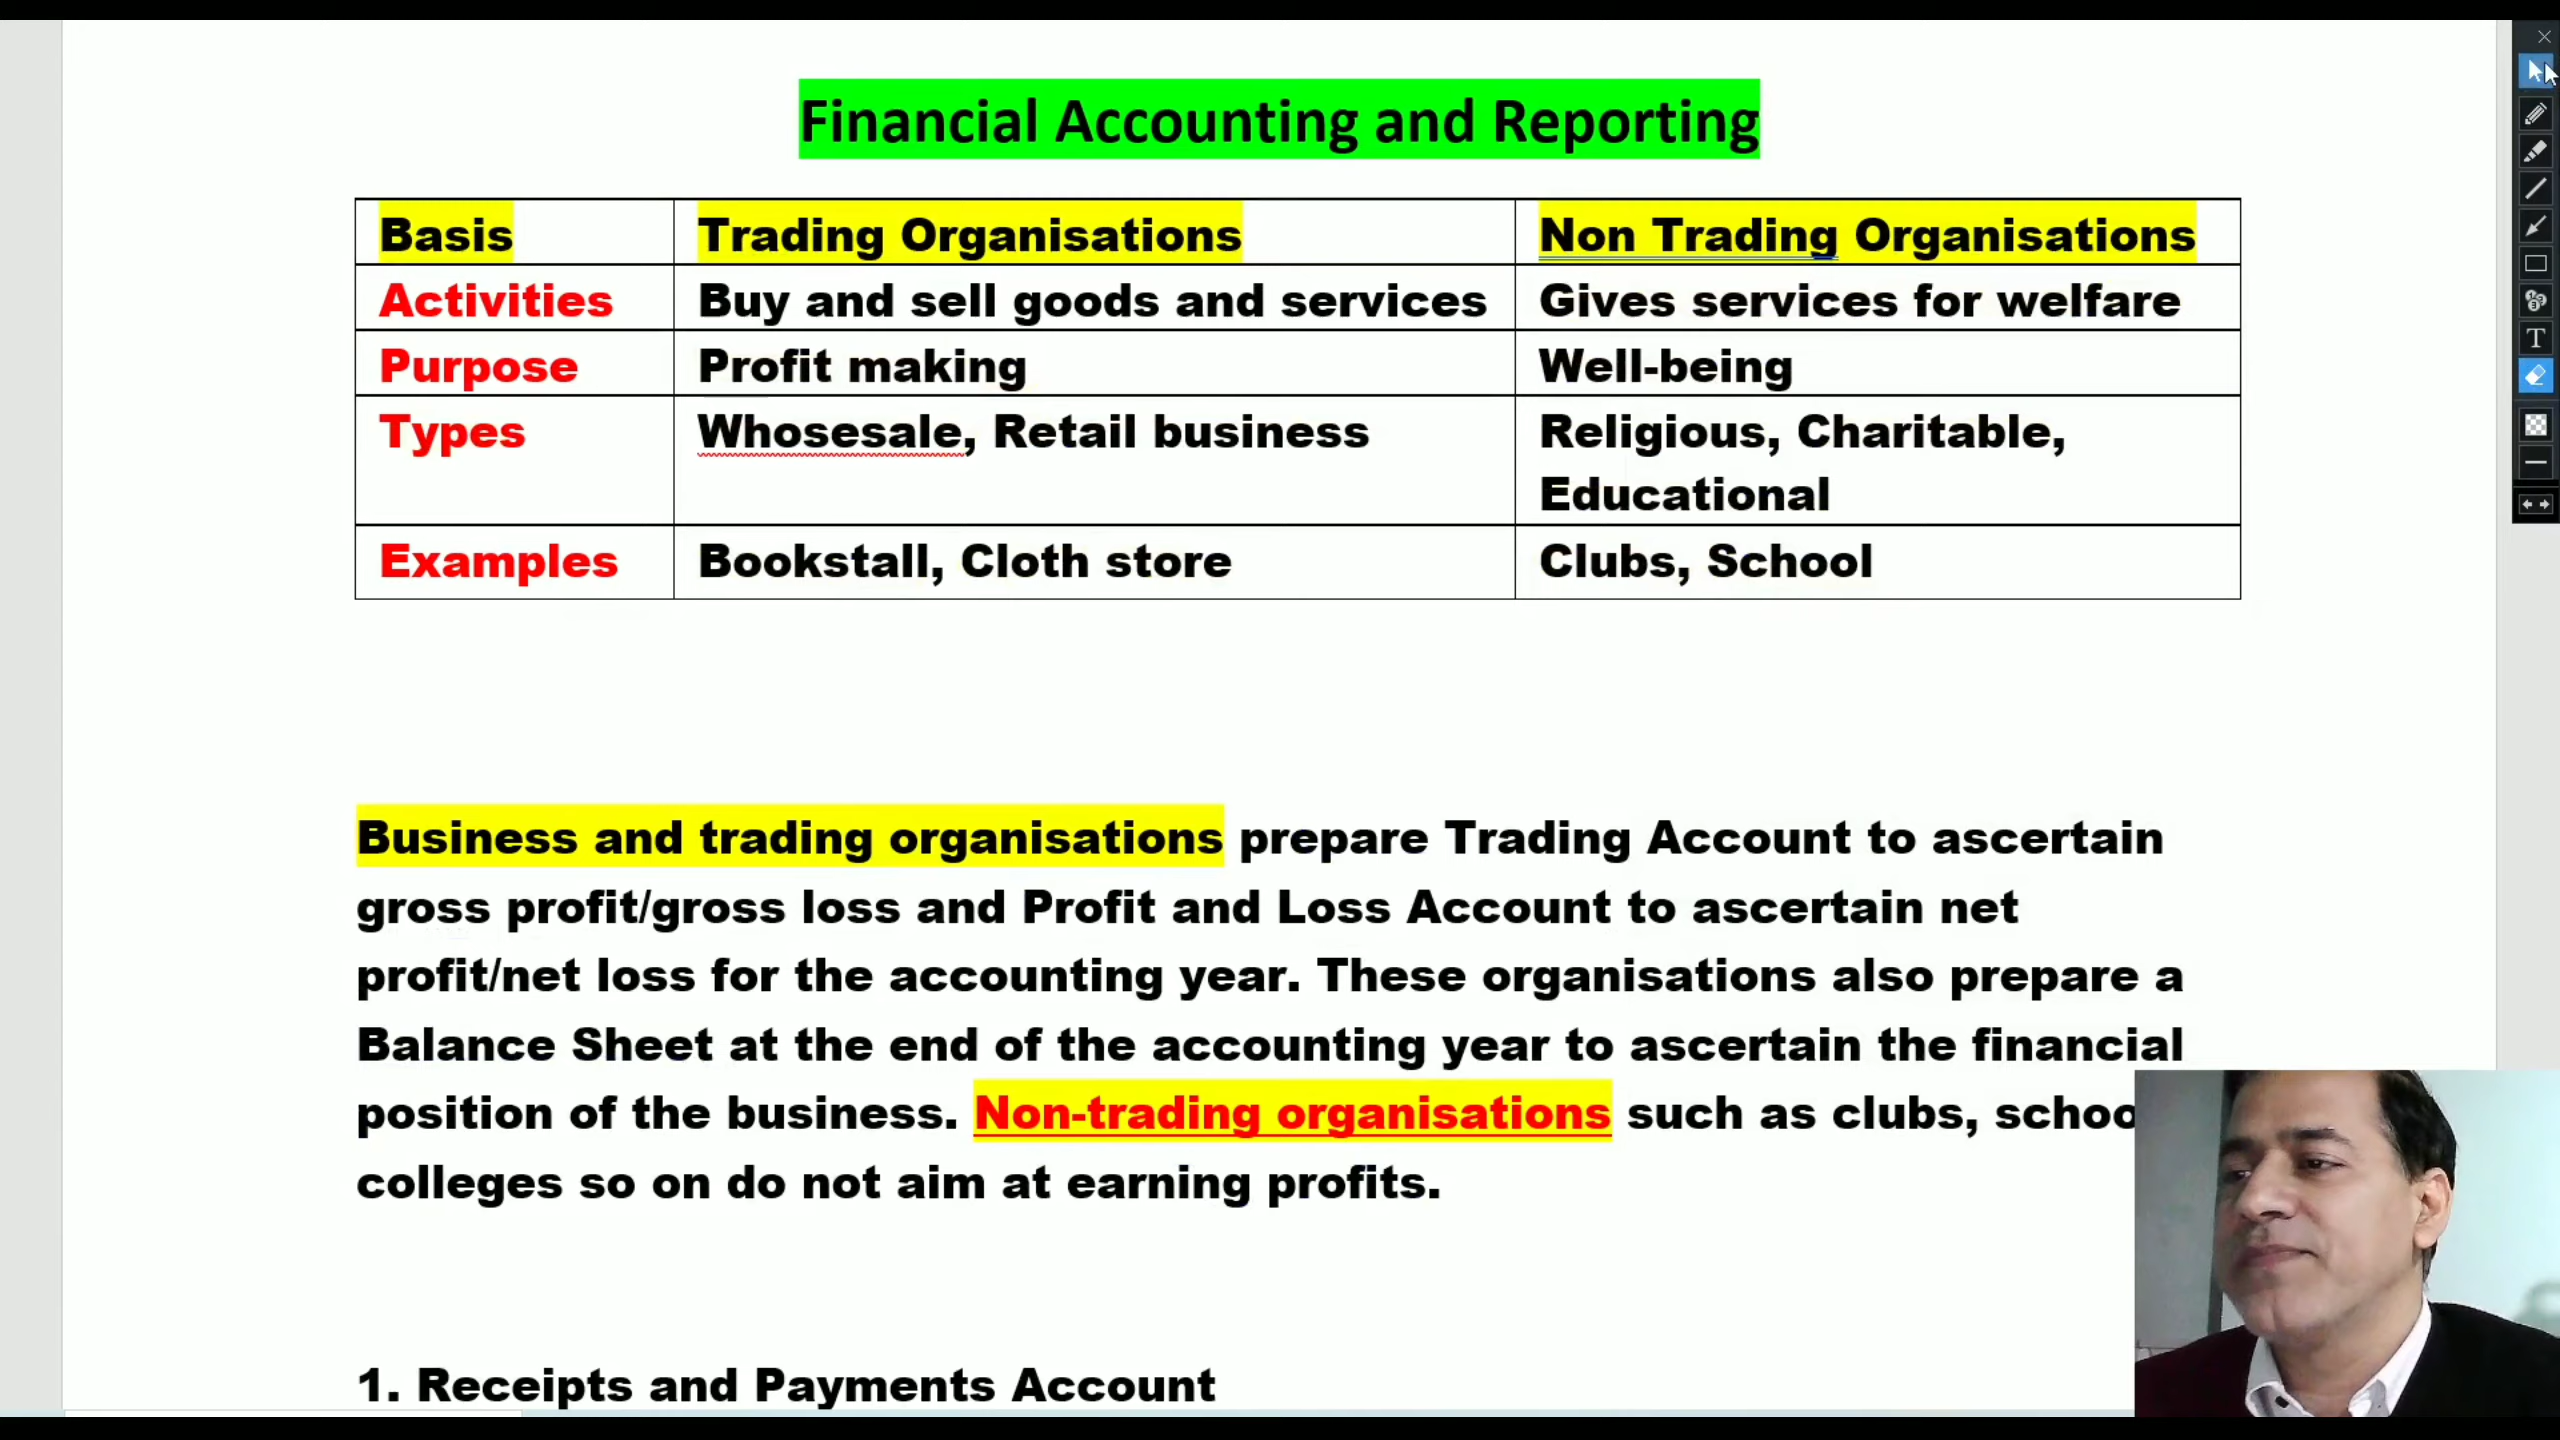 Financial Accounting and Reporting
Basis Trading Organisations Non Trading Organisations
Activities Buy and sell goods and services Gives services for welfare
Purpose Profit making Well-being
Types Whosesale, Retail business Religious, Charitable,
Educational
Examples Bookstall, Cloth store Clubs, School
Business and trading organisations prepare Trading Account to ascertain
gross profit/gross loss and Profit and Loss Account to ascertain net
profit/net loss for the accounting year. These organisations also prepare a
Balance Sheet at the end of the accounting year to ascertain the financial
position of the business. Non-trading organisations such as clubs,
colleges so on do not aim at earning profits.
1. Receipts and Payments Account